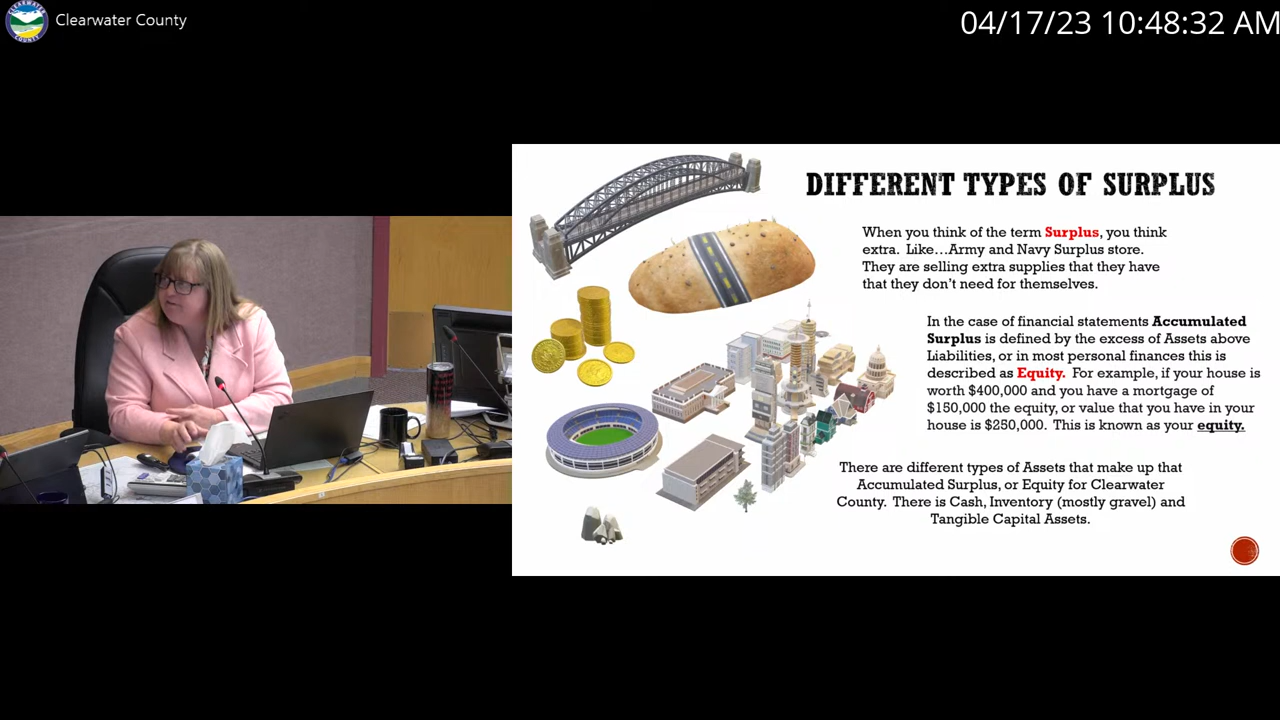 Clearwater County
04/17/23 10:48:32 AM
DIFFERENT TYPES OF SURPLUS
When you think of the term Surplus, you think
extra. Like...Army and Navy Surplus store.
They are selling extra supplies that they have
that they don't need for themselves.
In the case of financial statements Accumulated
Surplus is defined by the excess of Assets above
Liabilities, or in most personal finances this is
described as Equity. For example, if your house is
worth $400,000 and you have a mortgage of
$150,000 the equity, or value that you have in your
house is $250,000. This is known as your equity.
There are different types of Assets that make up that
Accumulated Surplus, or Equity for Clearwater
County. There is Cash, Inventory (mostly gravel) and
Tangible Capital Assets.